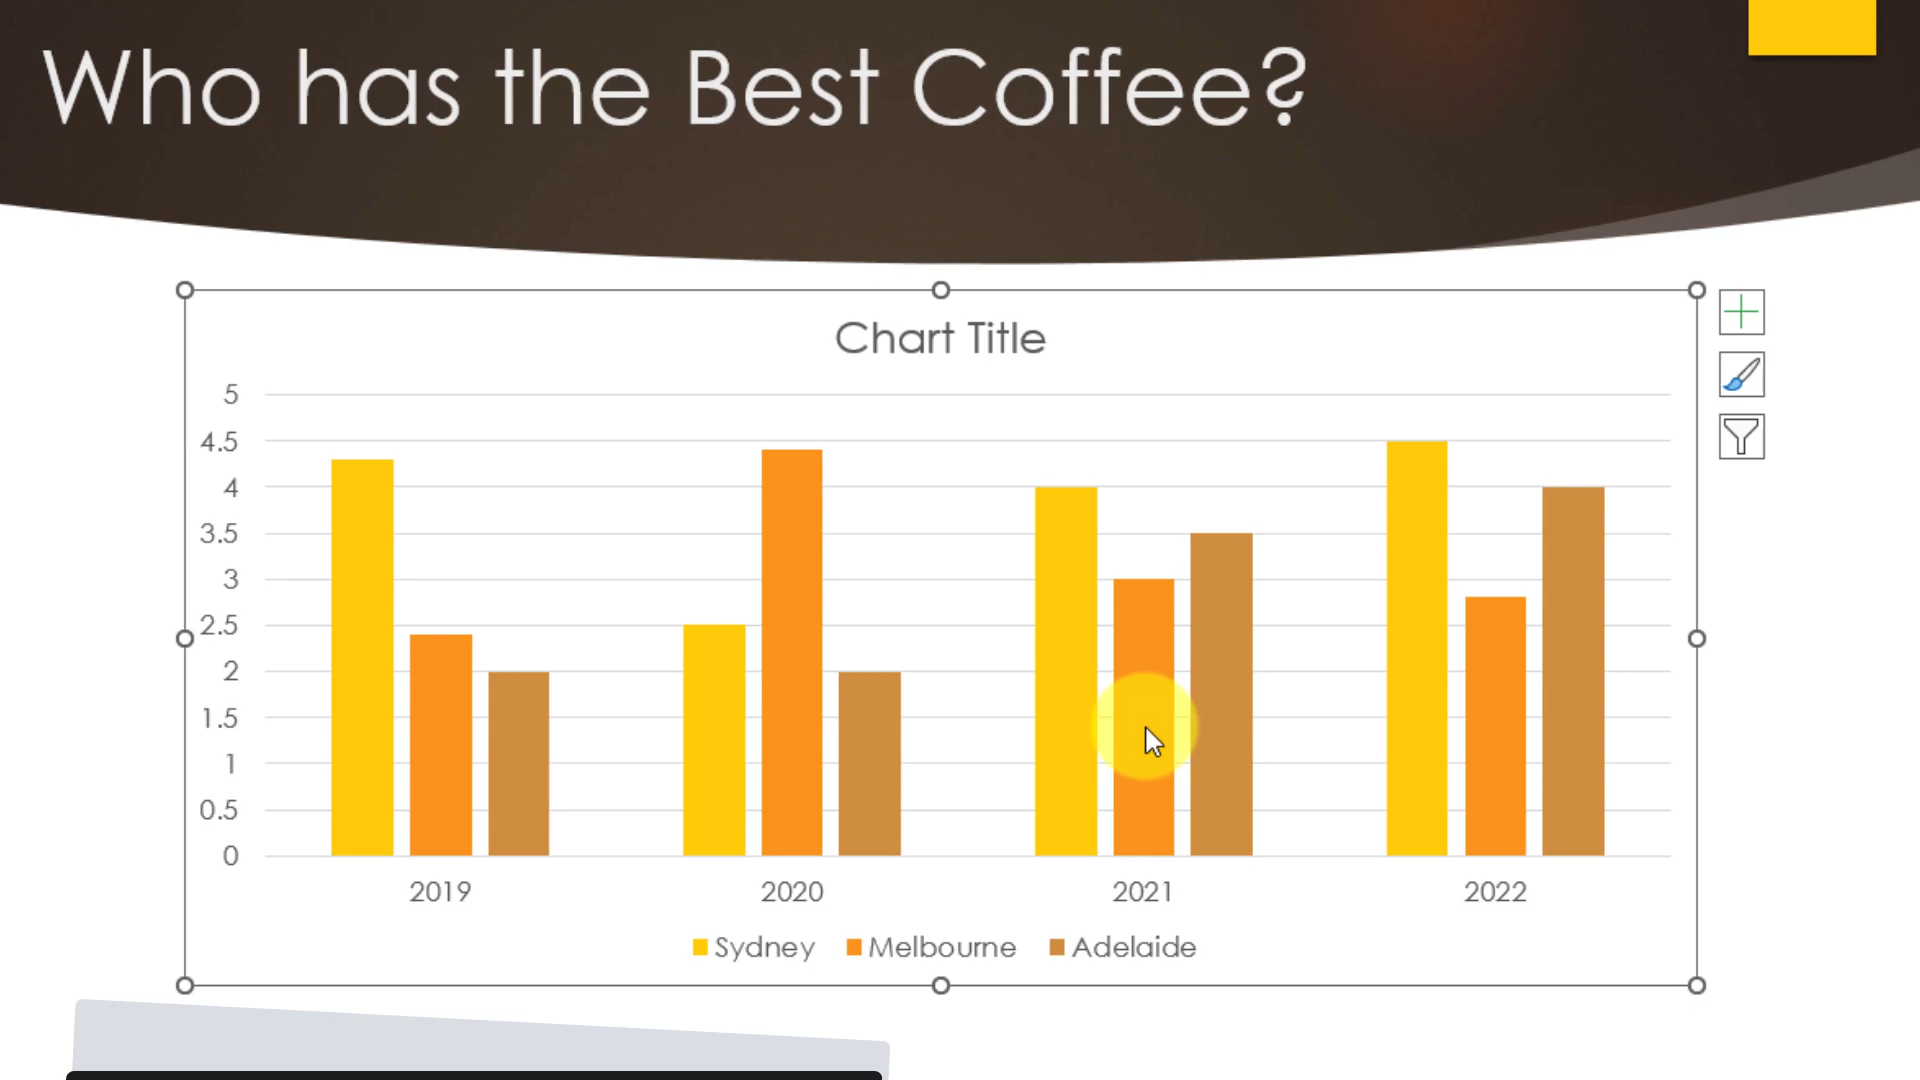 Who has the Best Coffee?
Chart Title
5
4.5
4
3.5
3
2.5
2
1.5
1
0.5
0
2019 2020 2021 2022
Sydney Melbourne Adelaide